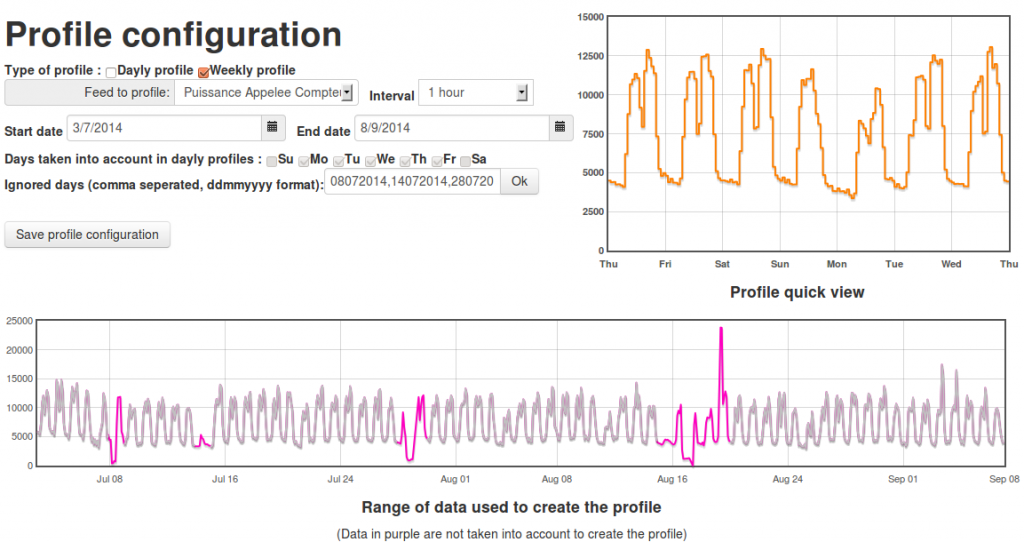 Profile configuration
Type of profile : Dayly profile Weekly profile
Feed to profile: Puissance Appelee Compteu Interval 1 hour
Start date 3/7/2014 End date 8/9/2014
Days taken into account in dayly profiles : Su Mo Tu We Th Fr Sa
Ignored days (comma seperated, ddmmyyyy format): 08072014,14072014,280720 Ok
Save profile configuration
15000
12500
10000
7500
5000
2500
0
Thu Fri Sat Sun Mon Tue Wed Thu
Profile quick view
25000
20000
15000
10000
5000
0
Jul 08 Jul 16 Jul 24 Aug 01 Aug 08 Aug 16 Aug 24 Sep 01 Sep 08
Range of data used to create the profile
(Data in purple are not taken into account to create the profile)